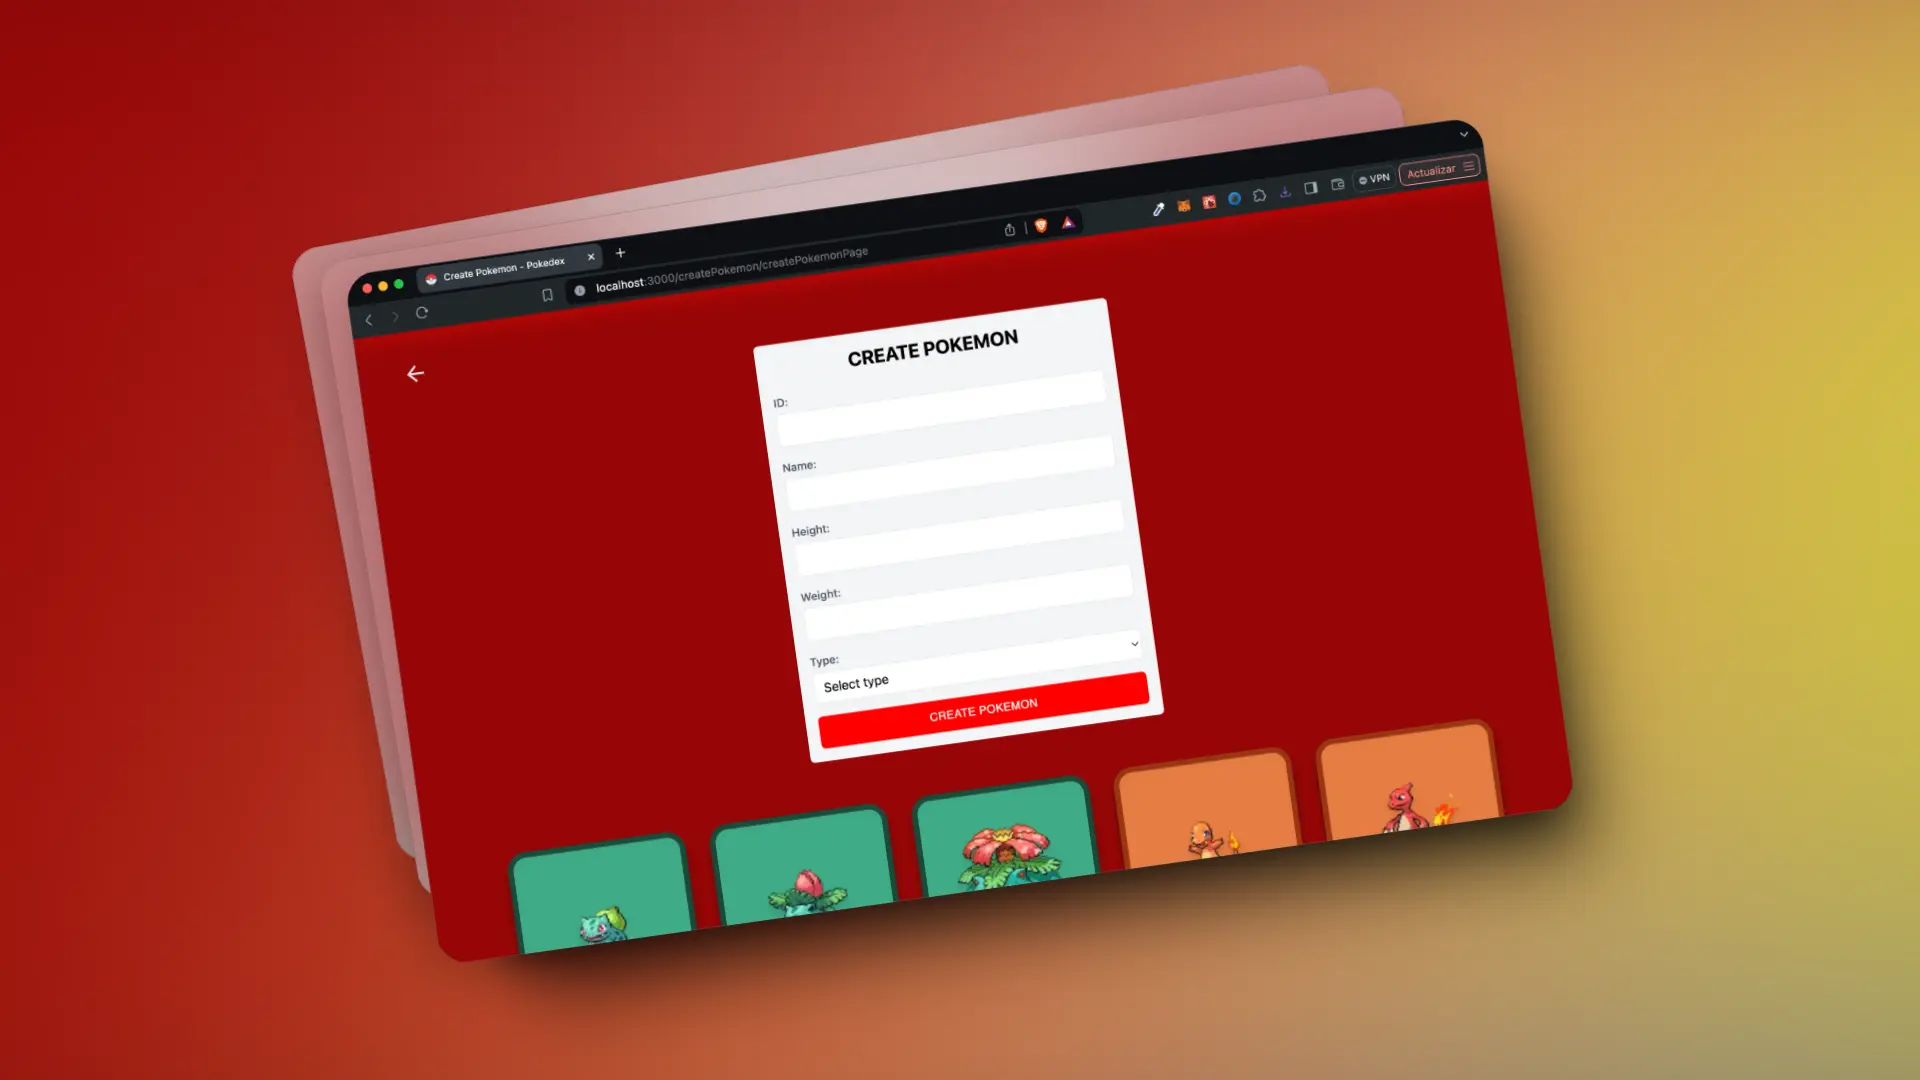 Create Pokemon - Pokedex
localhost:3000/createPokemon/createPokemonPage
VPN
Actualizar
CREATE POKEMON
ID:
Name:
Height:
Weight:
Type:
Select type
CREATE POKEMON